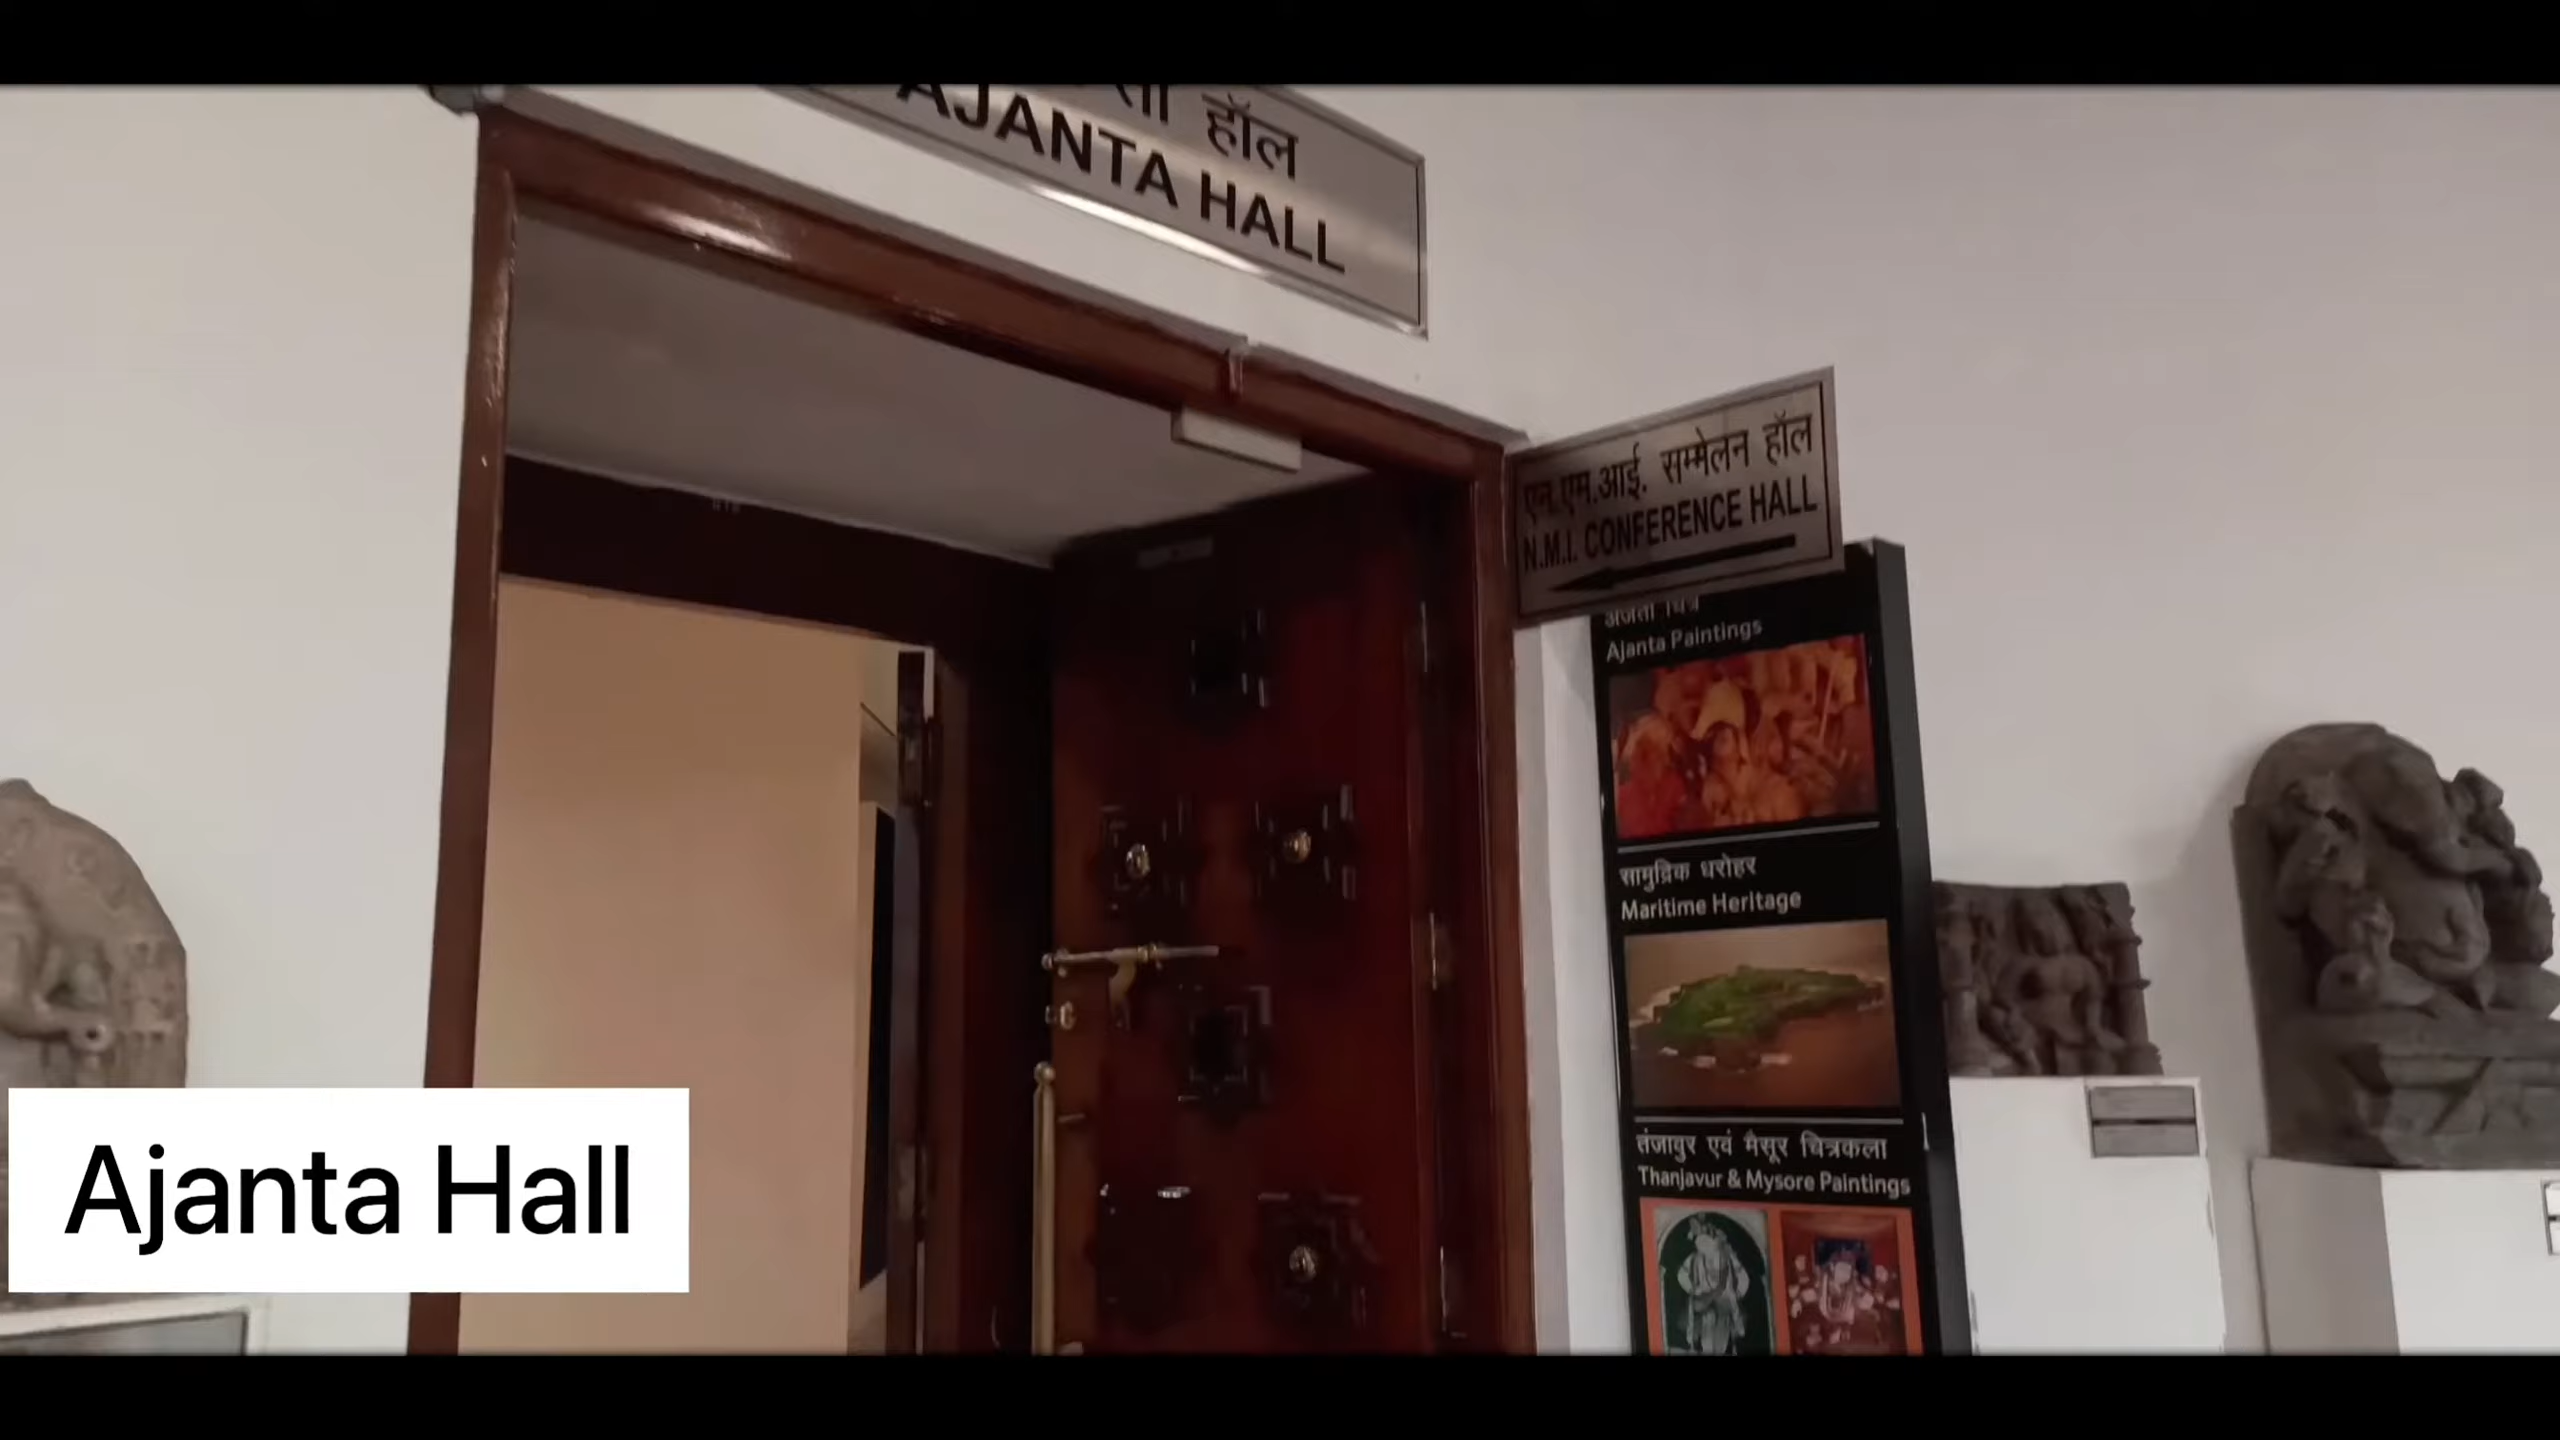 हॉल
AJANTA HALL
एन.एम.आई. सम्मेलन हॉल
N.M.I. CONFERENCE HALL
अजंता चित्र
Ajanta Paintings
सामुद्रिक धरोहर
Maritime Heritage
तंजावुर एवं मैसूर चित्रकला
Thanjavur & Mysore Paintings
Ajanta Hall